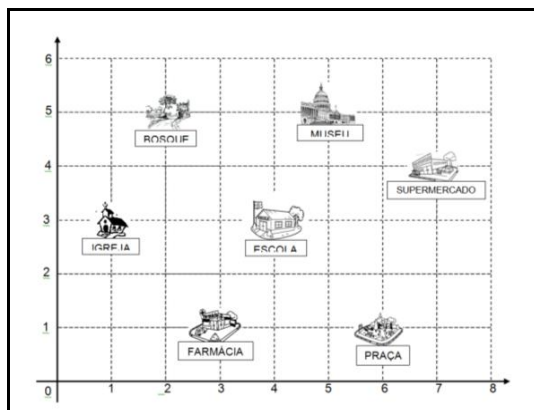 6
5
BOSQUE
MUSEU
4
SUPERMERCADO
3
IGREJA
ESCOLA
2
1
FARMÁCIA
PRAÇA
0 1 2 3 4 5 6 7 8